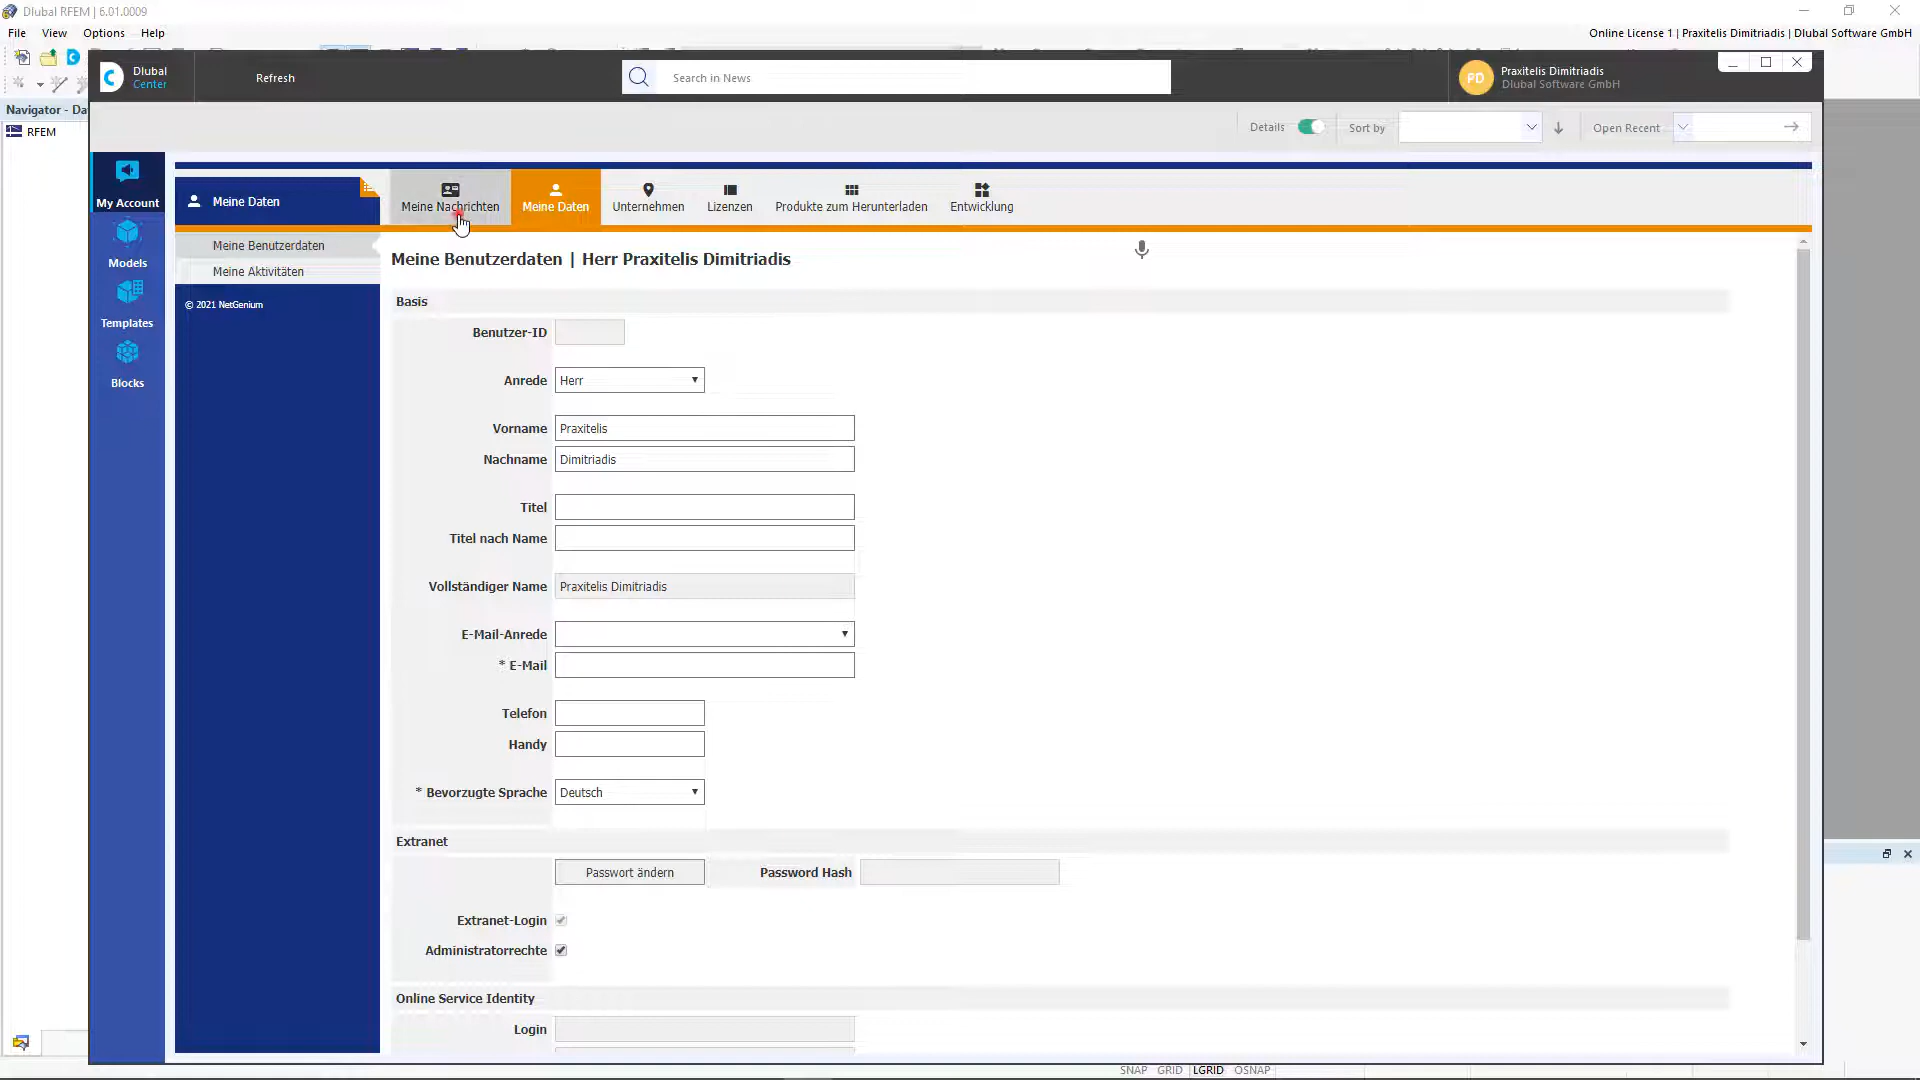 Dlubal RFEM | 6.01.0009
File View Options Help
Online License 1 | Praxitelis Dimitriadis | Dlubal Software GmbH
Dlubal
Center
Refresh
Search in News
PD
Praxitelis Dimitriadis
Dlubal Software GmbH
Navigator - Da
RFEM
Details
Sort by
Open Recent
My Account
Models
Templates
Blocks
Meine Daten
Meine Benutzerdaten
Meine Aktivitäten
© 2021 NetGenium
Meine Nachrichten
Meine Daten
Unternehmen
Lizenzen
Produkte zum Herunterladen
Entwicklung
Meine Benutzerdaten | Herr Praxitelis Dimitriadis
Basis
Benutzer-ID
Anrede Herr
Vorname Praxitelis
Nachname Dimitriadis
Titel
Titel nach Name
Vollständiger Name Praxitelis Dimitriadis
E-Mail-Anrede
* E-Mail
Telefon
Handy
* Bevorzugte Sprache Deutsch
Extranet
Passwort ändern Password Hash
Extranet-Login
Administratorrechte
Online Service Identity
Login
SNAP GRID LGRID OSNAP